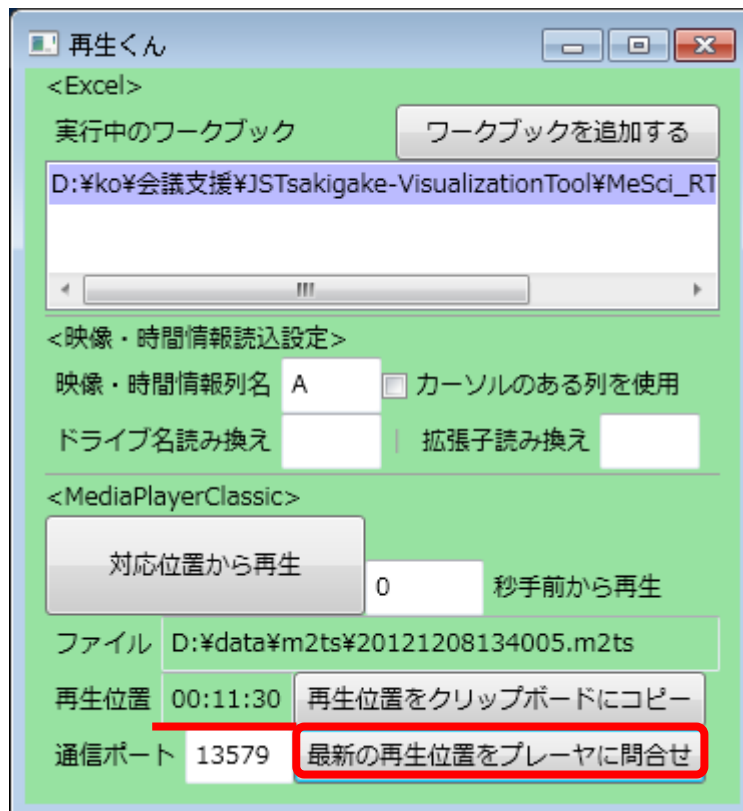 再生くん
<Excel>
実行中のワークブック ワークブックを追加する
D:¥ko¥会議支援¥JSTsakigake-VisualizationTool¥MeSci_RT
<映像・時間情報読込設定>
映像・時間情報列名 A カーソルのある列を使用
ドライブ名読み換え | 拡張子読み換え
<MediaPlayerClassic>
対応位置から再生 0 秒手前から再生
ファイル D:¥data¥m2ts¥20121208134005.m2ts
再生位置 00:11:30 再生位置をクリップボードにコピー
通信ポート 13579 最新の再生位置をプレーヤに問合せ